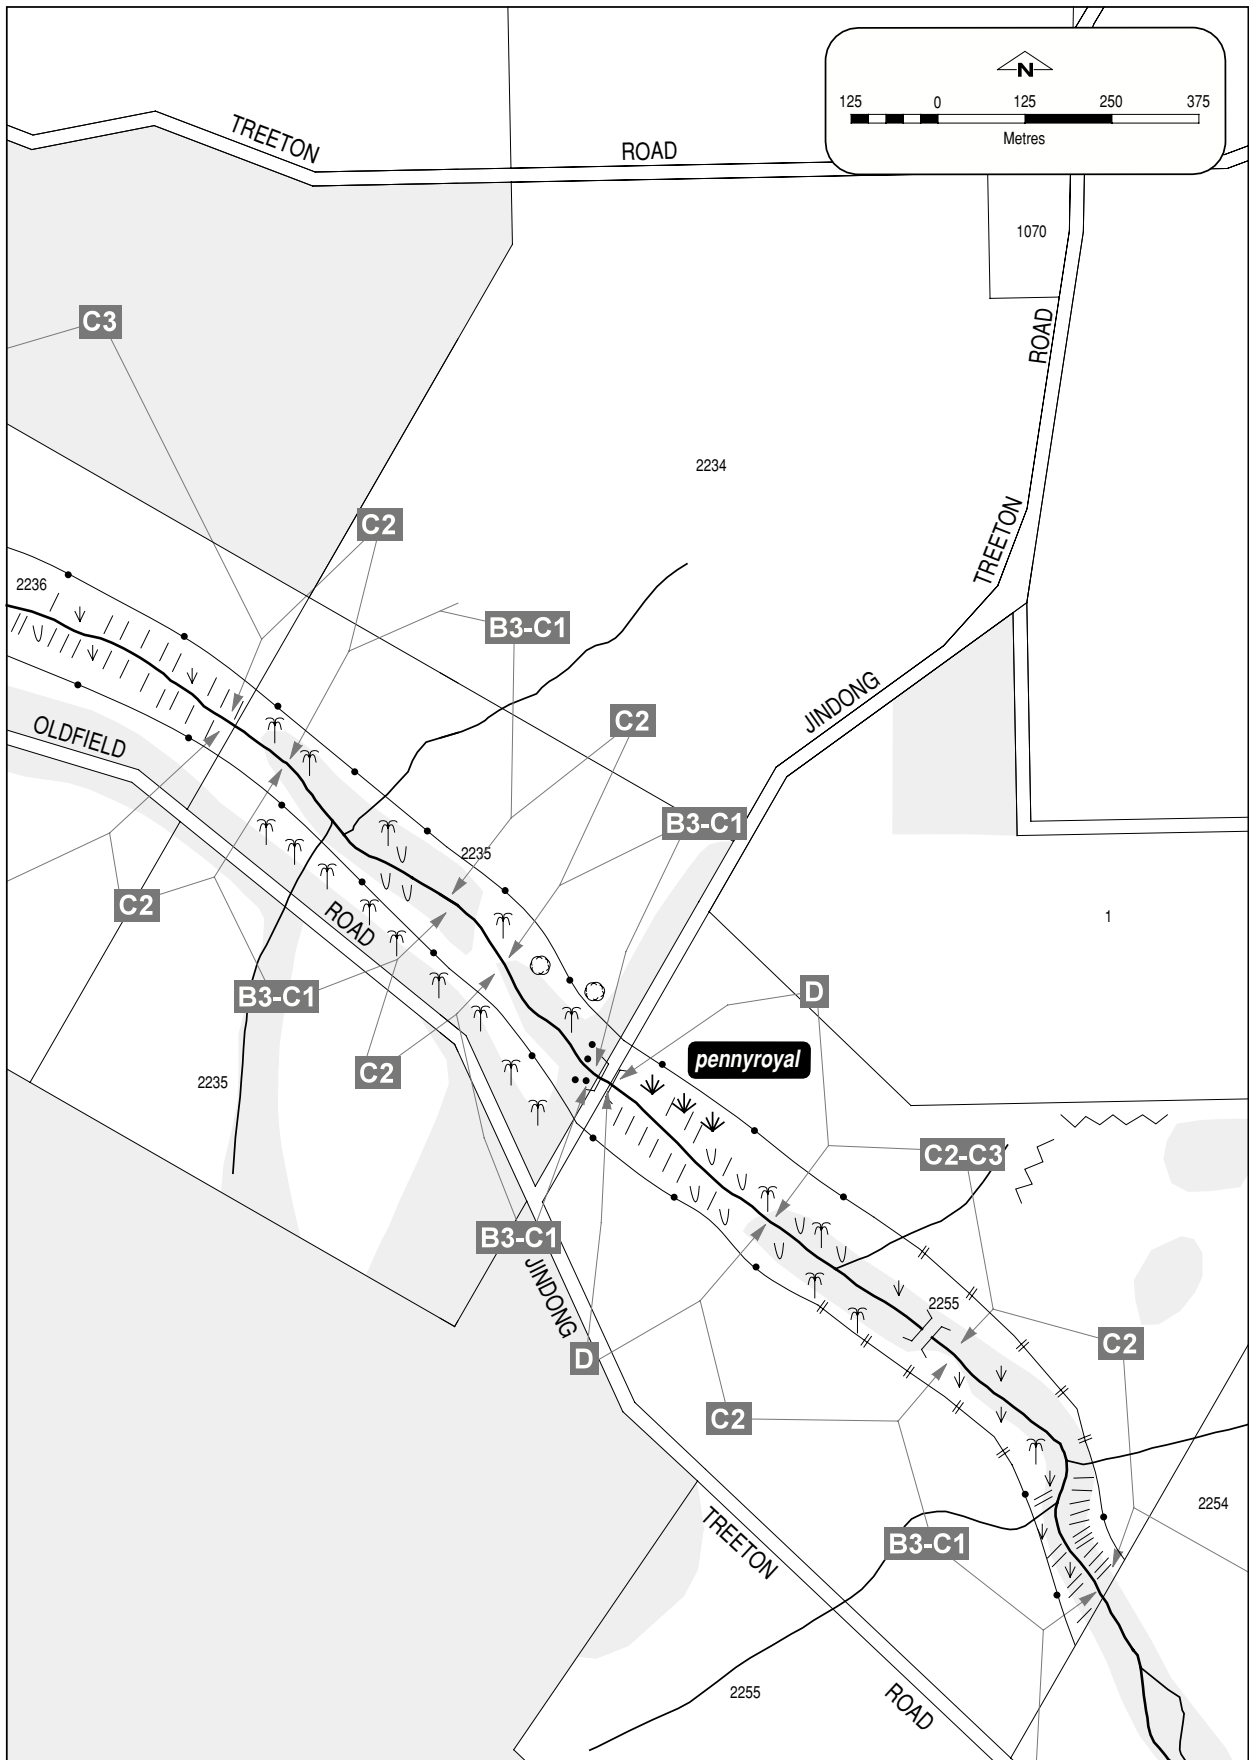 N
125 0 125 250 375
Metres
TREETON
ROAD
1070
ROAD
C3
2234
C2
TREETON
2236
B3-C1
JINDONG
C2
OLDFIELD
B3-C1
2235
C2
ROAD
1
B3-C1
D
pennyroyal
C2
2235
C2-C3
B3-C1
JINDONG
2255
D
C2
C2
2254
TREETON
B3-C1
2255
ROAD